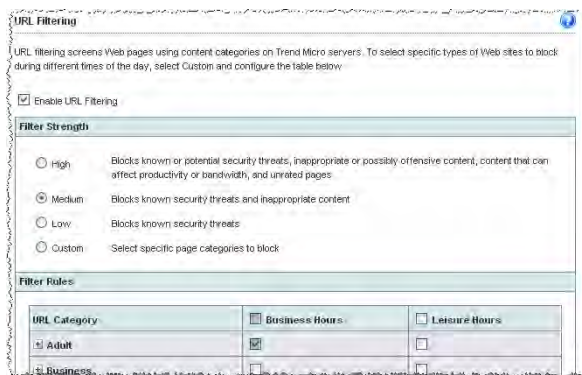 URL Filtering
URL filtering screens Web pages using content categories on Trend Micro servers. To select specific types of Web sites to block
during different times of the day, select Custom and configure the table below
Enable URL Filtering
Filter Strength
High Blocks known or potential security threats, inappropriate or possibly offensive content, content that can
affect productivity or bandwidth, and unrated pages
Medium Blocks known security threats and inappropriate content
Low Blocks known security threats
Custom Select specific page categories to block
Filter Rules
URL Category Business Hours Leisure Hours
Adult
Business